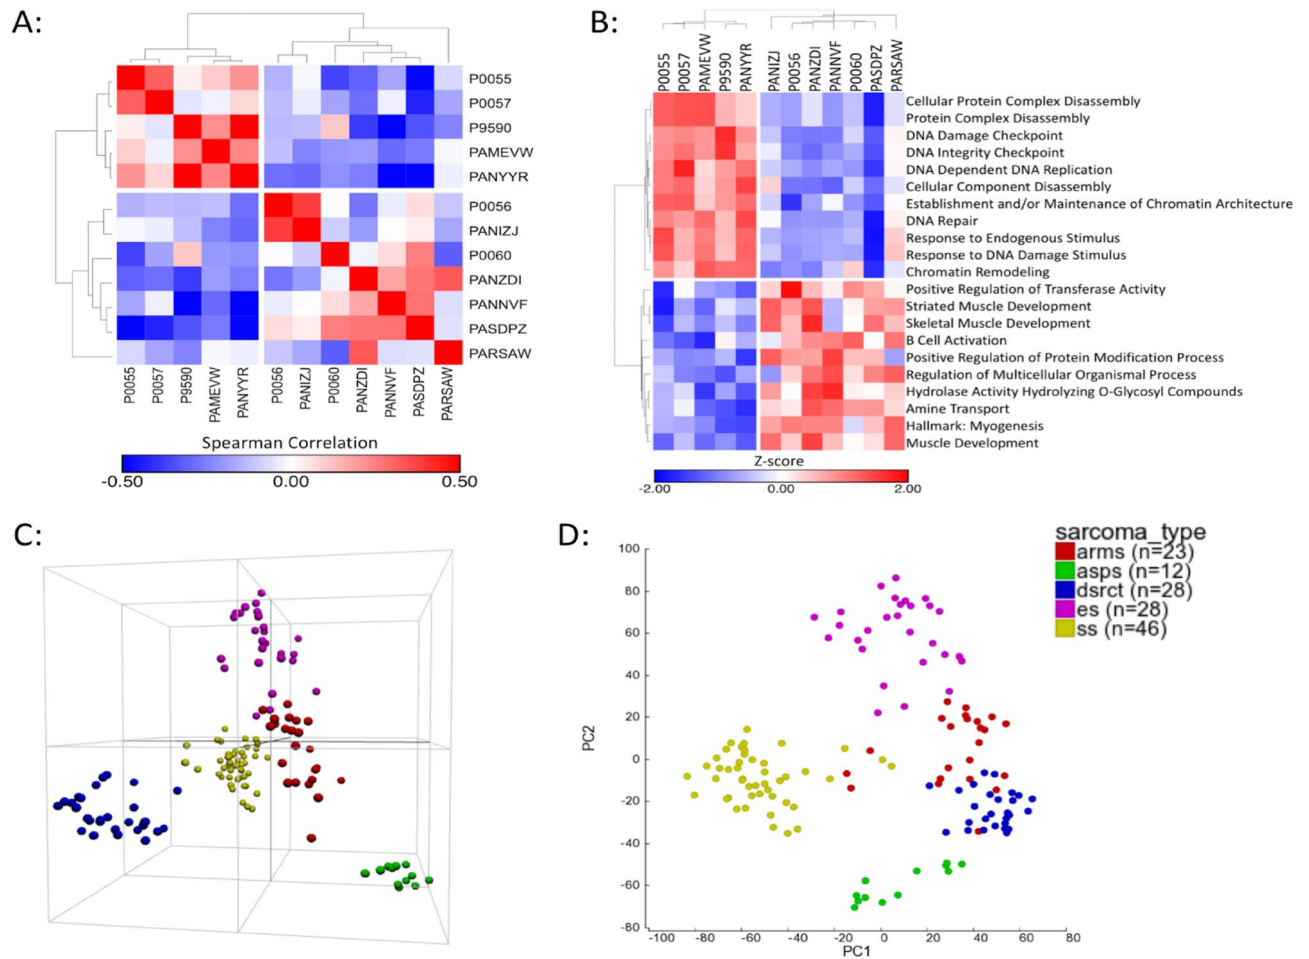 A:
P0055
P0057
P9590
PAMEVW
PANYYR
P0056
PANIZJ
P0060
PANZDI
PANNVF
PASDPZ
PARSAW
P0055
P0057
P9590
PAMEVW
PANYYR
P0056
PANIZJ
P0060
PANZDI
PANNVF
PASDPZ
PARSAW
Spearman Correlation
-0.50
0.00
0.50
B:
P0055
P0057
PAMEVW
P9590
PANYYR
PANIZJ
P0056
PANZDI
PANNVF
P0060
PASDPZ
PARSAW
Cellular Protein Complex Disassembly
Protein Complex Disassembly
DNA Damage Checkpoint
DNA Integrity Checkpoint
DNA Dependent DNA Replication
Cellular Component Disassembly
Establishment and/or Maintenance of Chromatin Architecture
DNA Repair
Response to Endogenous Stimulus
Response to DNA Damage Stimulus
Chromatin Remodeling
Positive Regulation of Transferase Activity
Striated Muscle Development
Skeletal Muscle Development
B Cell Activation
Positive Regulation of Protein Modification Process
Regulation of Multicellular Organismal Process
Hydrolase Activity Hydrolyzing O-Glycosyl Compounds
Amine Transport
Hallmark: Myogenesis
Muscle Development
Z-score
-2.00
0.00
2.00
C:
D:
sarcoma_type
arms (n=23)
asps (n=12)
dsrct (n=28)
es (n=28)
ss (n=46)
100
80
60
40
20
0
-20
-40
-60
-80
PC2
-100
-80
-60
-40
-20
0
20
40
60
80
PC1